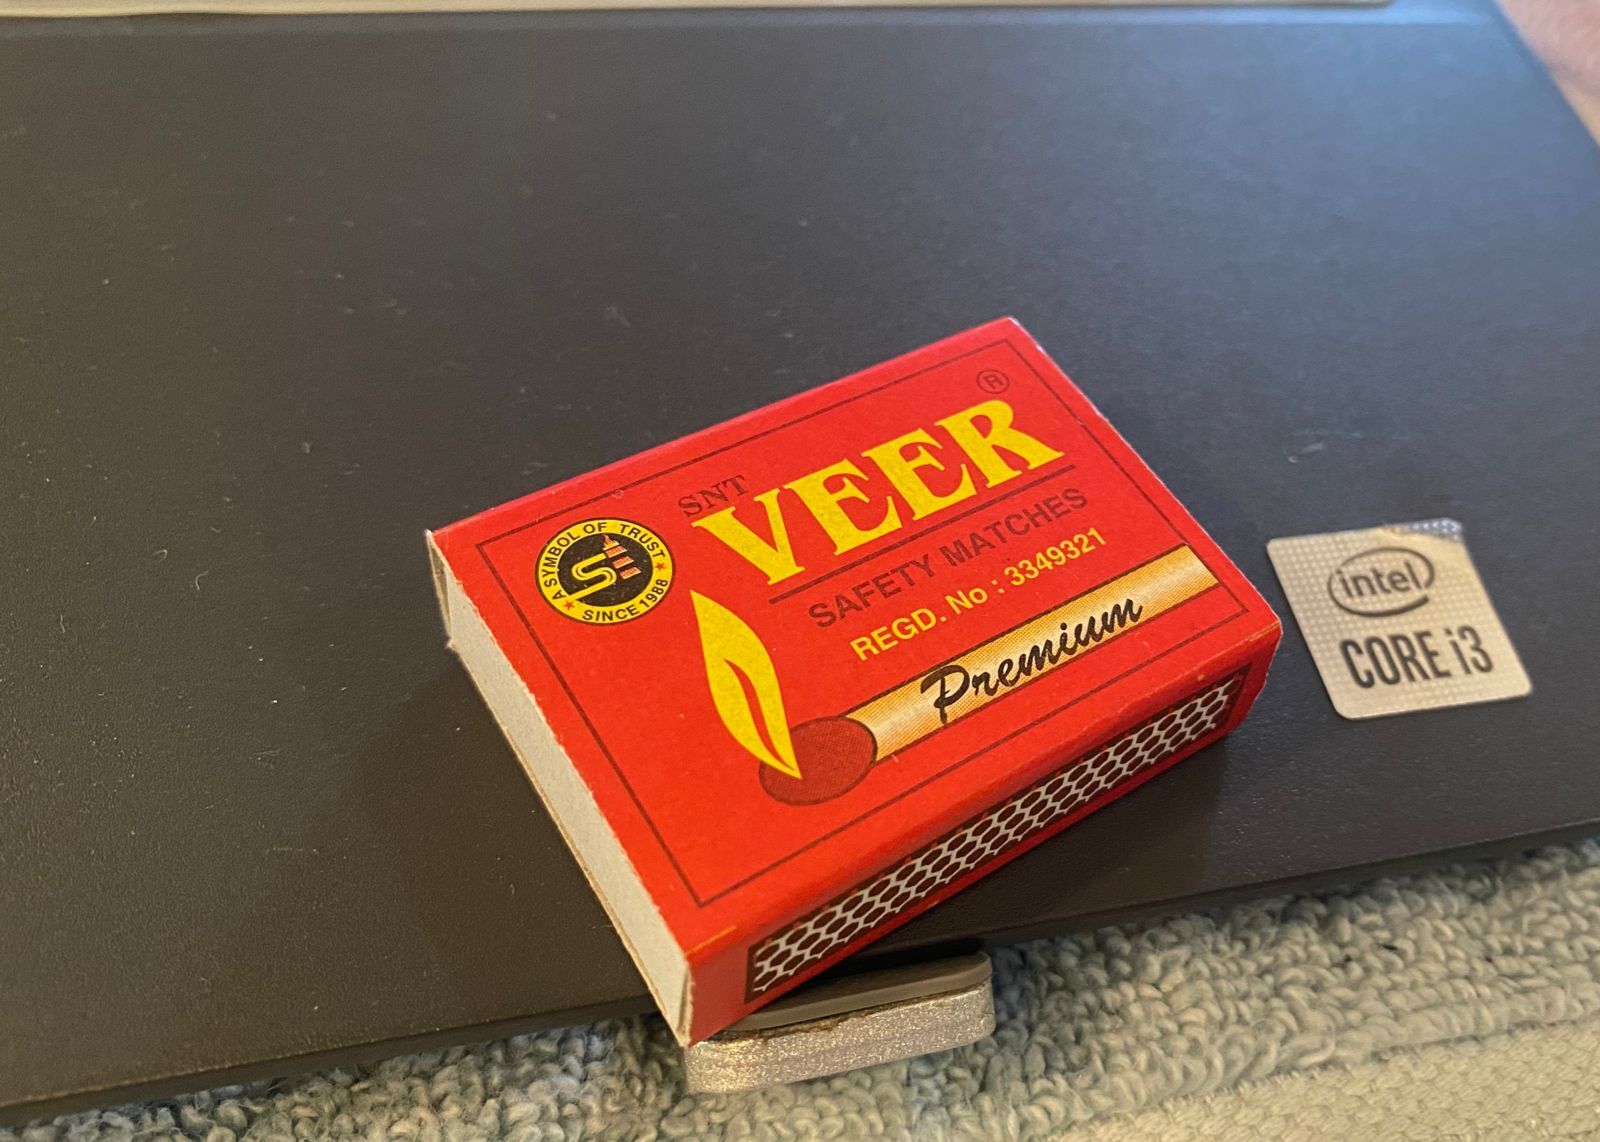 SNT
VEER®
SAFETY MATCHES
REGD. No : 3349321
Premium
A SYMBOL OF TRUST
S
SINCE 1988
intel
CORE i3